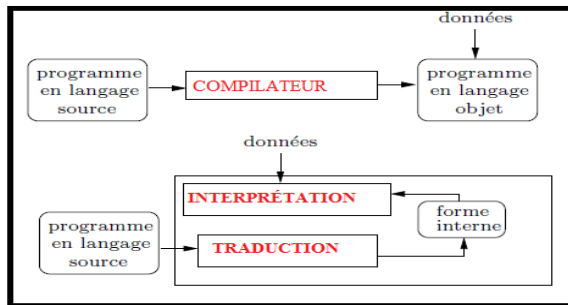 données
programme
en langage
source
COMPILATEUR
programme
en langage
objet
données
INTERPRÉTATION
forme
interne
programme
en langage
source
TRADUCTION